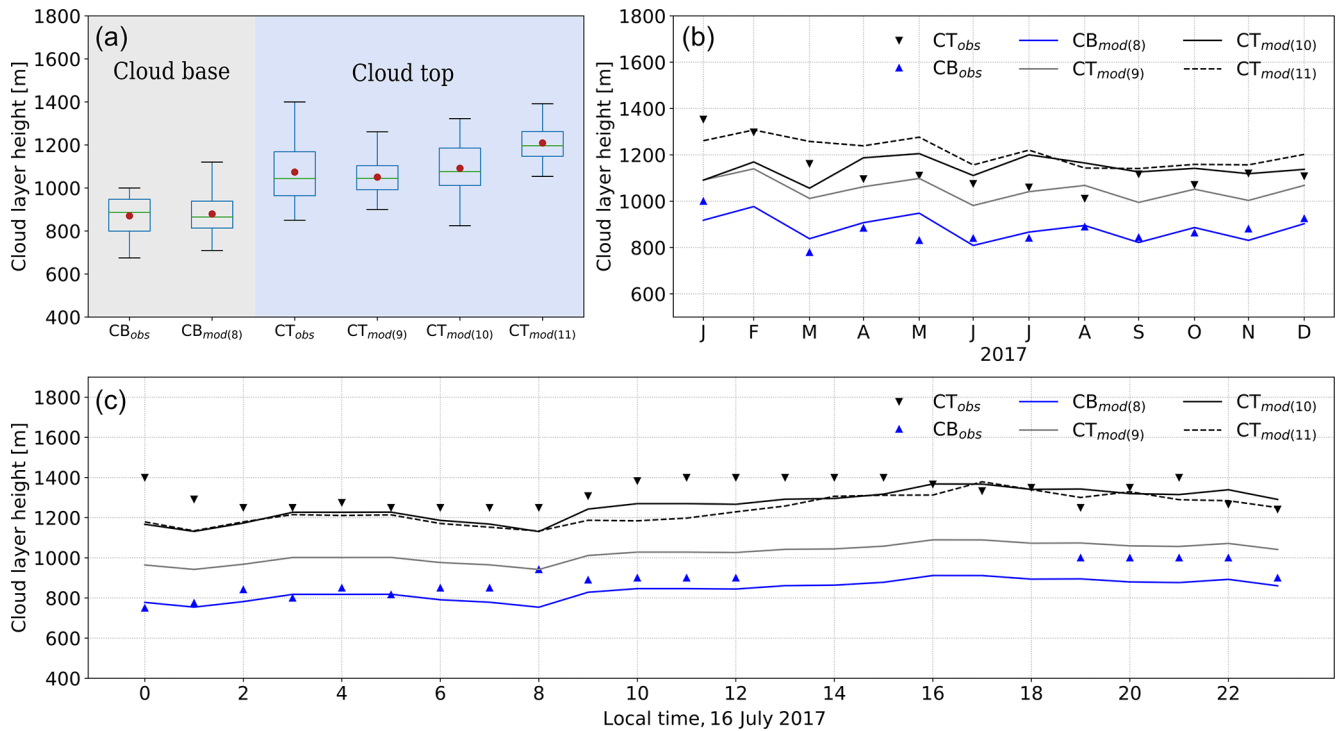 (a)
Cloud base
Cloud top
Cloud layer height [m]
1800
1600
1400
1200
1000
800
600
400
CB_obs CB_mod(8) CT_obs CT_mod(9) CT_mod(10) CT_mod(11)
(b)
CT_obs CB_mod(8) CT_mod(10)
CB_obs CT_mod(9) CT_mod(11)
Cloud layer height [m]
1800
1600
1400
1200
1000
800
600
J F M A M J J A S O N D
2017
(c)
CT_obs CB_mod(8) CT_mod(10)
CB_obs CT_mod(9) CT_mod(11)
Cloud layer height [m]
1800
1600
1400
1200
1000
800
600
400
0 2 4 6 8 10 12 14 16 18 20 22
Local time, 16 July 2017